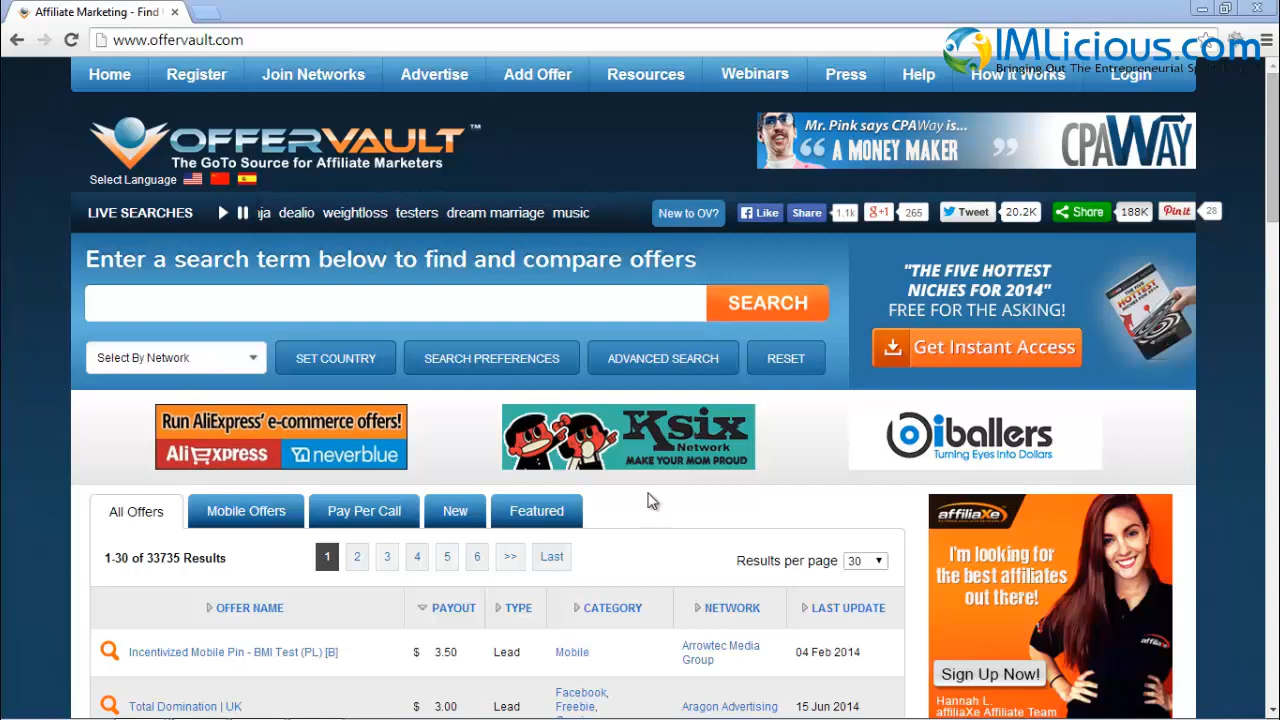 Affiliate Marketing - Find
www.offervault.com
IMLicious.com
Bringing Out The Entrepreneurial
Home Register Join Networks Advertise Add Offer Resources Webinars Press Help How It Works Login
OFFERVAULT™
The GoTo Source for Affiliate Marketers
Select Language
Mr. Pink says CPAWay is...
“ A MONEY MAKER ”
CPAWAY
LIVE SEARCHES ja dealio weightloss testers dream marriage music
New to OV? Like Share 1.1k g+1 265 Tweet 20.2K Share 188K Pin it 28
Enter a search term below to find and compare offers
SEARCH
Select By Network SET COUNTRY SEARCH PREFERENCES ADVANCED SEARCH RESET
"THE FIVE HOTTEST
NICHES FOR 2014"
FREE FOR THE ASKING!
Get Instant Access
HOTTEST
Run AliExpress' e-commerce offers!
AliExpress neverblue
Ksix
Network
MAKE YOUR MOM PROUD
iballers
Turning Eyes Into Dollars
All Offers Mobile Offers Pay Per Call New Featured
1-30 of 33735 Results 1 2 3 4 5 6 >> Last Results per page 30
OFFER NAME PAYOUT TYPE CATEGORY NETWORK LAST UPDATE
Incentivized Mobile Pin - BMI Test (PL) [B] $ 3.50 Lead Mobile Arrowtec Media Group 04 Feb 2014
Total Domination | UK $ 3.00 Lead Facebook, Freebie, Aragon Advertising 15 Jun 2014
affiliaXe
I'm looking for
the best affiliates
out there!
Sign Up Now!
Hannah L.
affiliaXe Affiliate Team